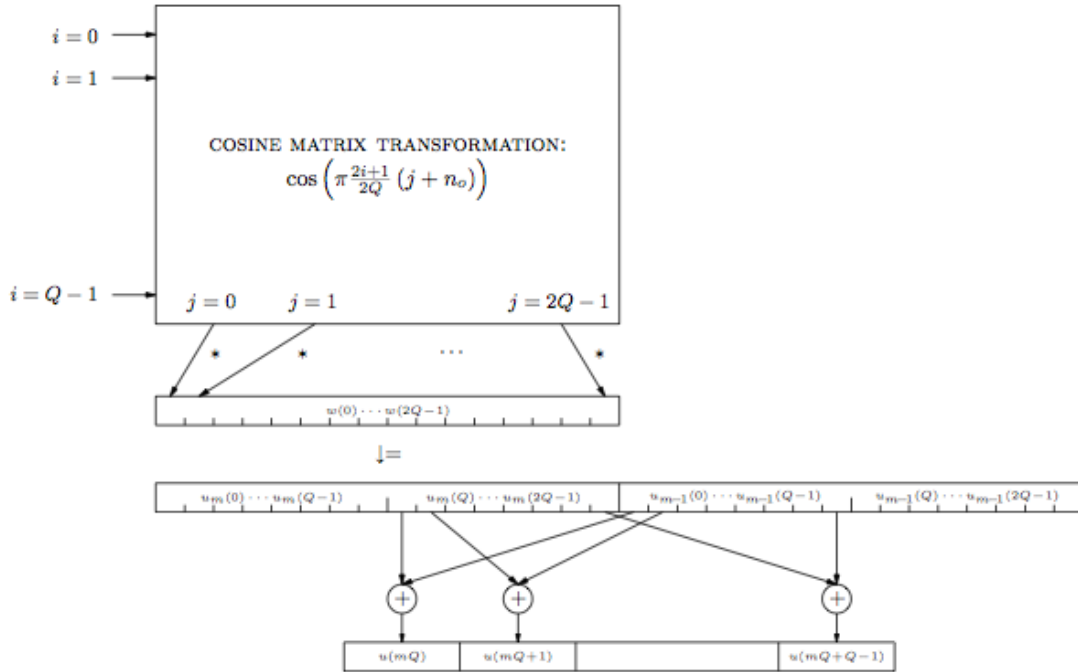 i = 0
i = 1
COSINE MATRIX TRANSFORMATION:
cos(π (2i+1)/(2Q) (j + n_o))
i = Q − 1
j = 0 j = 1 j = 2Q − 1
* * ⋯ *
w(0) ⋯ w(2Q−1)
↓=
u_m(0) ⋯ u_m(Q−1) u_m(Q) ⋯ u_m(2Q−1) u_{m−1}(0) ⋯ u_{m−1}(Q−1) u_{m−1}(Q) ⋯ u_{m−1}(2Q−1)
+ + +
u(mQ) u(mQ+1) u(mQ+Q−1)